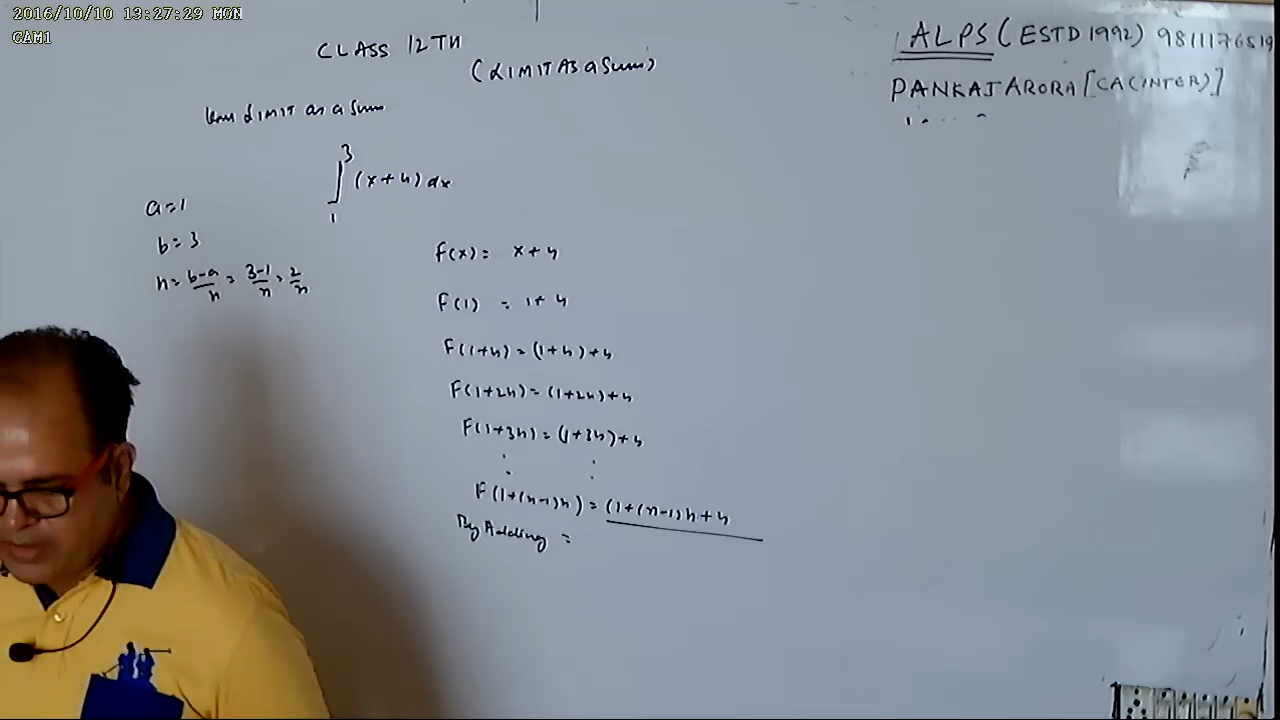 2016/10/10 13:27:29 MON
CAM1
CLASS 12TH
(LIMIT AS a Sum)
ALPS (ESTD 1992) 9811176519
PANKAJ ARORA [CA(INTER)]
LIMIT as a Sum
∫₁³ (x+4) dx
a=1
b=3
h = b-a/n = 3-1/n = 2/n
F(x) = x+4
F(1) = 1+4
F(1+h) = (1+h)+4
F(1+2h) = (1+2h)+4
F(1+3h) = (1+3h)+4
F(1+(n-1)h) = (1+(n-1)h+4
By Adding =